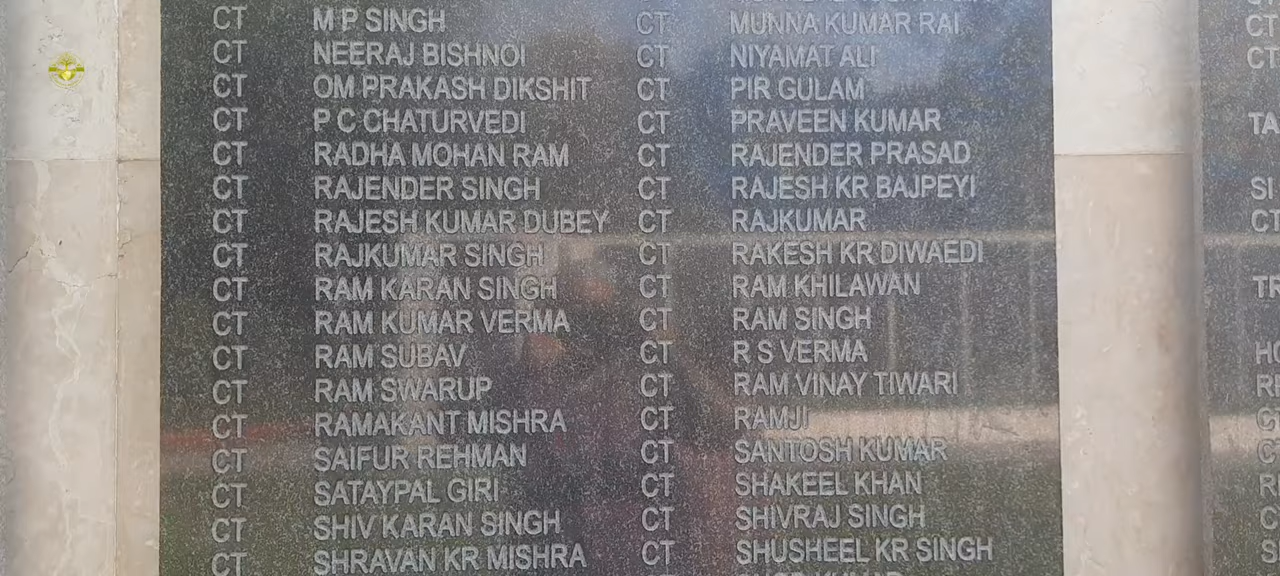 CT M P SINGH CT MUNNA KUMAR RAI CT
CT NEERAJ BISHNOI CT NIYAMAT ALI CT
CT OM PRAKASH DIKSHIT CT PIR GULAM
CT P C CHATURVEDI CT PRAVEEN KUMAR TA
CT RADHA MOHAN RAM CT RAJENDER PRASAD
CT RAJENDER SINGH CT RAJESH KR BAJPEYI SI
CT RAJESH KUMAR DUBEY CT RAJKUMAR CT
CT RAJKUMAR SINGH CT RAKESH KR DIWAEDI
CT RAM KARAN SINGH CT RAM KHILAWAN TR
CT RAM KUMAR VERMA CT RAM SINGH
CT RAM SUBAV CT R S VERMA HO
CT RAM SWARUP CT RAM VINAY TIWARI
CT RAMAKANT MISHRA CT RAMJI
CT SAIFUR REHMAN CT SANTOSH KUMAR
CT SATAYPAL GIRI CT SHAKEEL KHAN
CT SHIV KARAN SINGH CT SHIVRAJ SINGH
CT SHRAVAN KR MISHRA CT SHUSHEEL KR SINGH